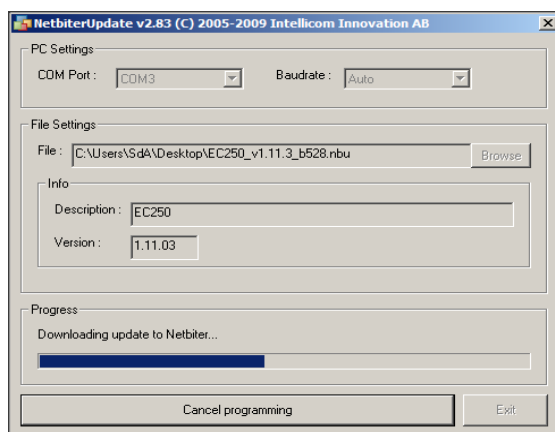 NetbiterUpdate v2.83 (C) 2005-2009 Intellicom Innovation AB
PC Settings
COM Port : COM3 Baudrate : Auto
File Settings
File : C:\Users\SdA\Desktop\EC250_v1.11.3_b528.nbu Browse
Info
Description : EC250
Version : 1.11.03
Progress
Downloading update to Netbiter...
Cancel programming Exit